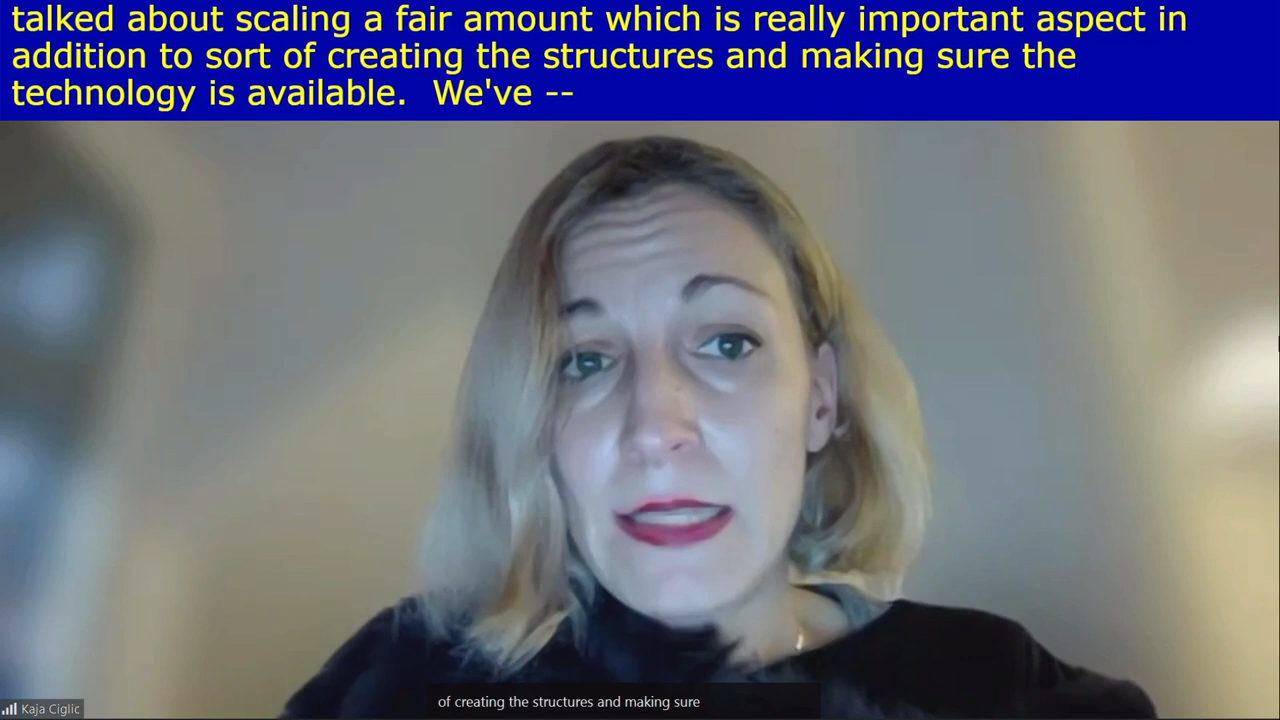 talked about scaling a fair amount which is really important aspect in
addition to sort of creating the structures and making sure the
technology is available.  We've --
of creating the structures and making sure
Kaja Ciglic